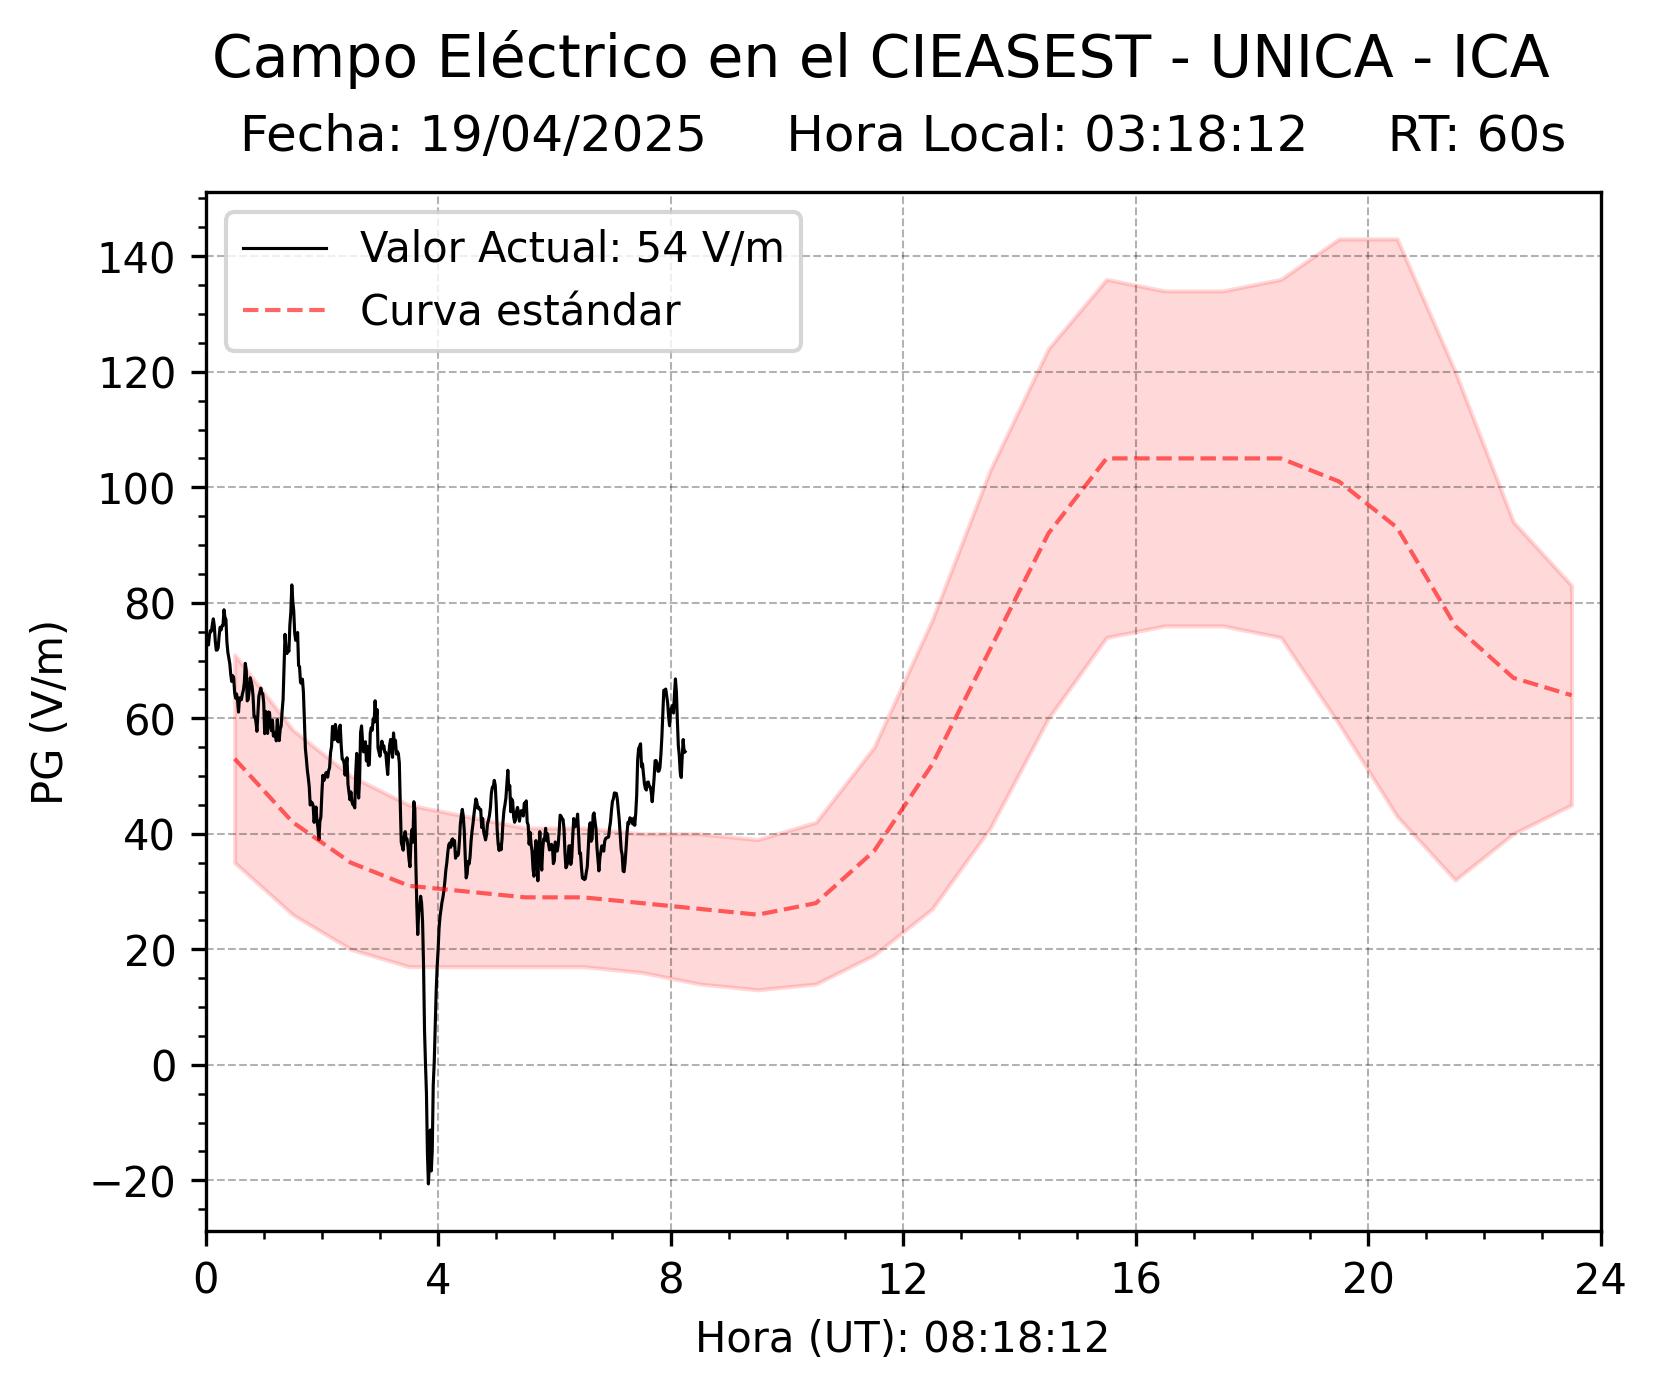 Campo Eléctrico en el CIEASEST - UNICA - ICA
Fecha: 19/04/2025 Hora Local: 03:18:12 RT: 60s
Valor Actual: 54 V/m
Curva estándar
PG (V/m)
140
120
100
80
60
40
20
0
−20
0 4 8 12 16 20 24
Hora (UT): 08:18:12